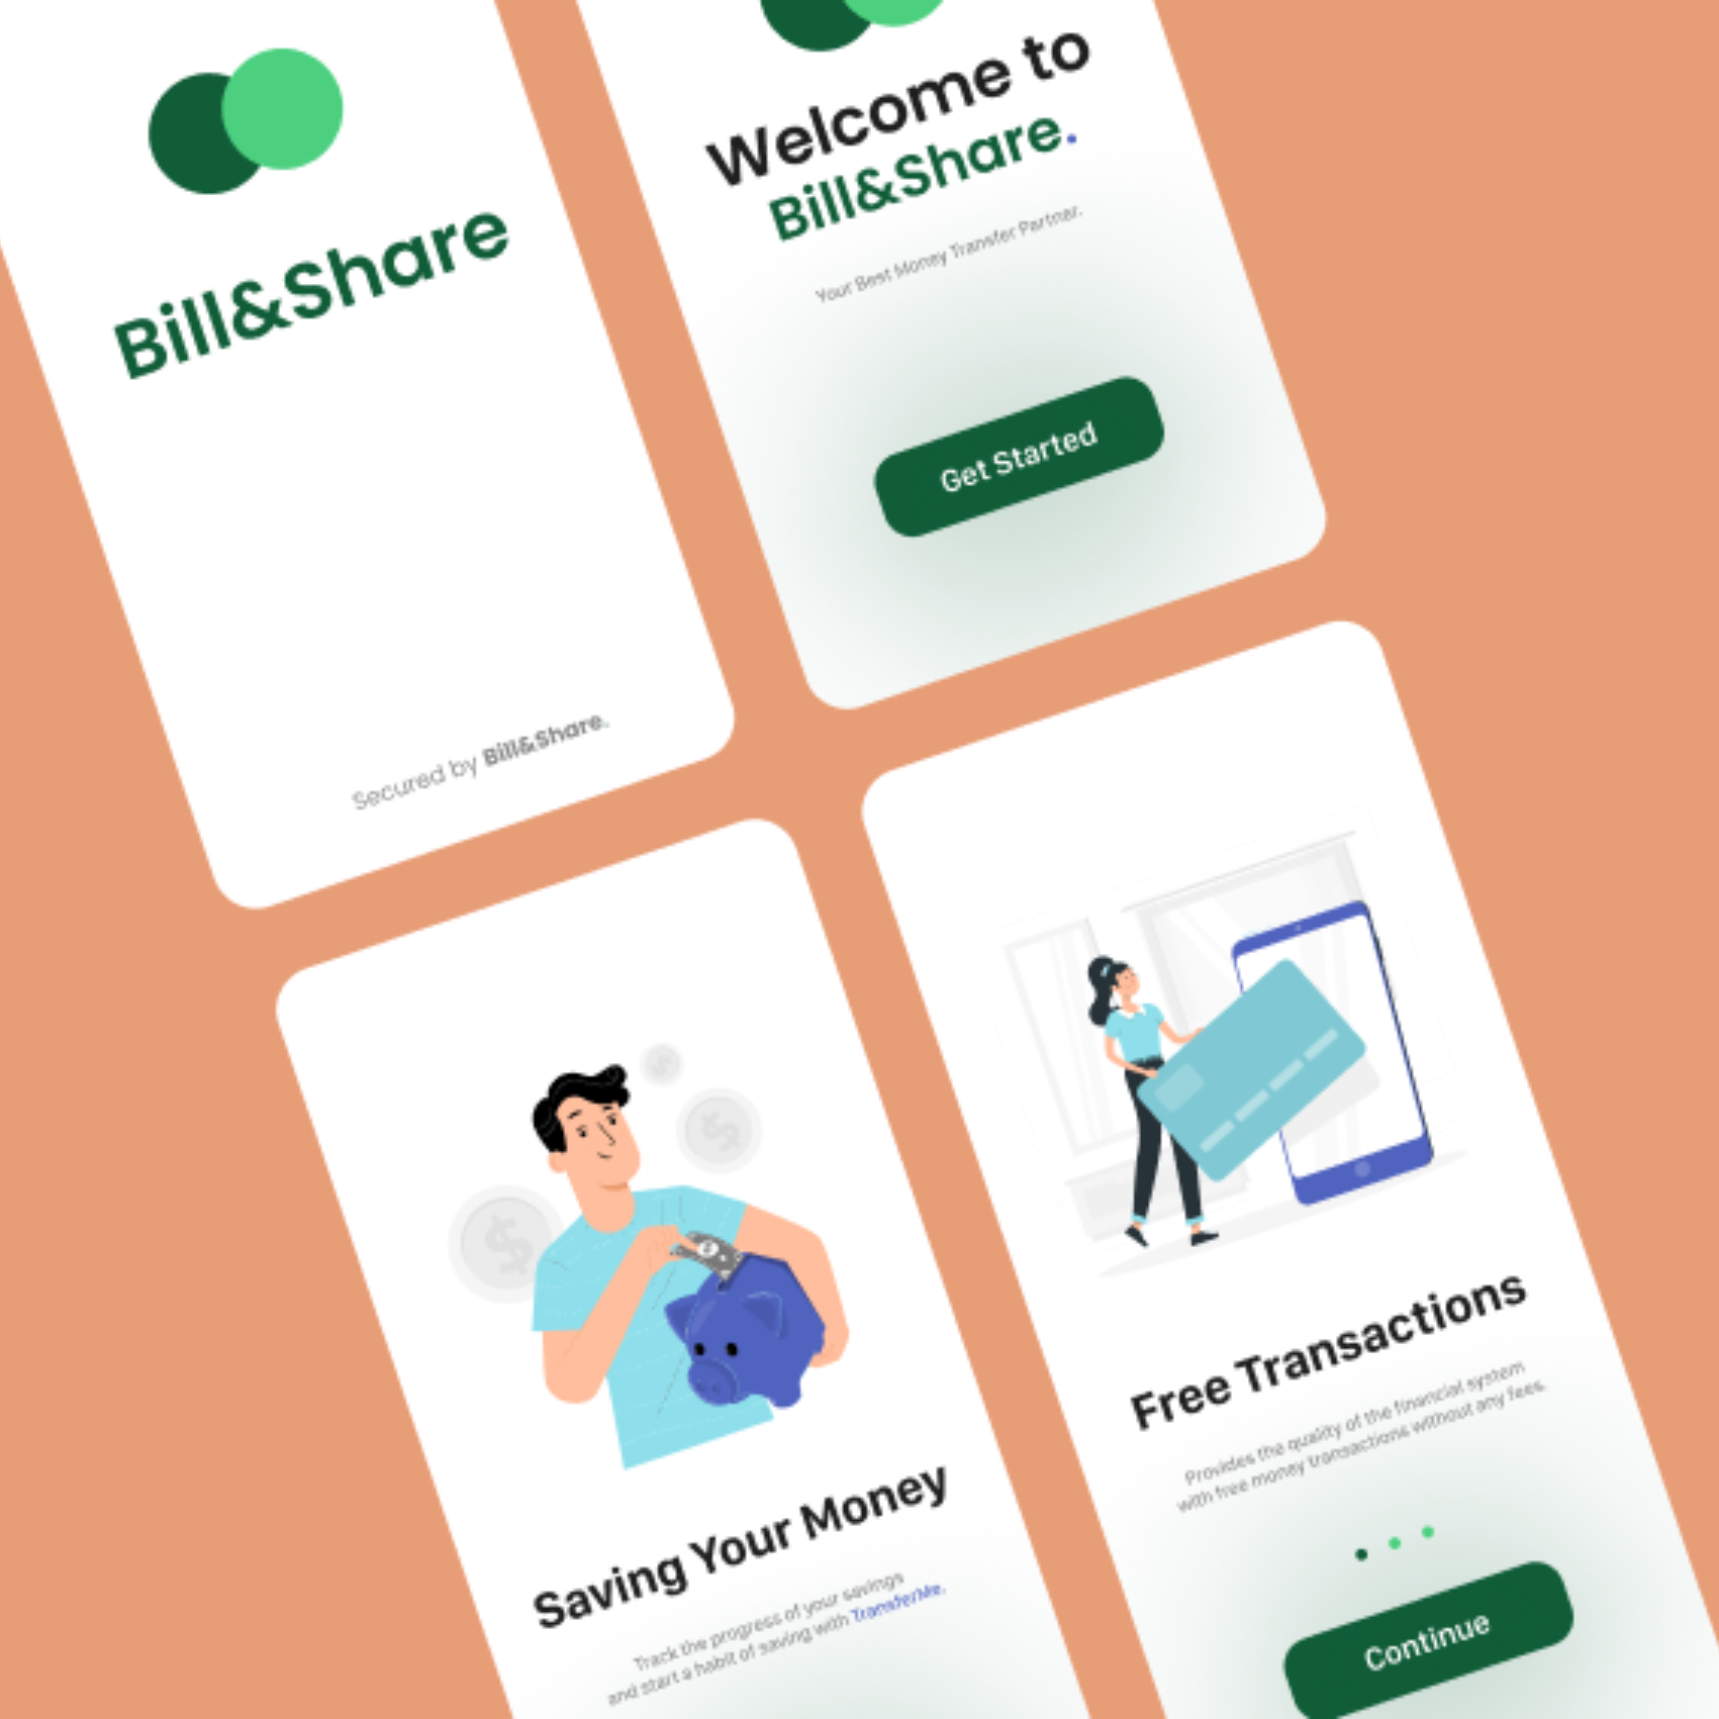 Bill&Share
Secured by Bill&Share.
Welcome to
Bill&Share.
Your Best Money Transfer Partner.
Get Started
$
$
$
Saving Your Money
Track the progress of your savings
and start a habit of saving with TransferMe.
Free Transactions
Provides the quality of the financial system
with free money transactions without any fees.
Continue